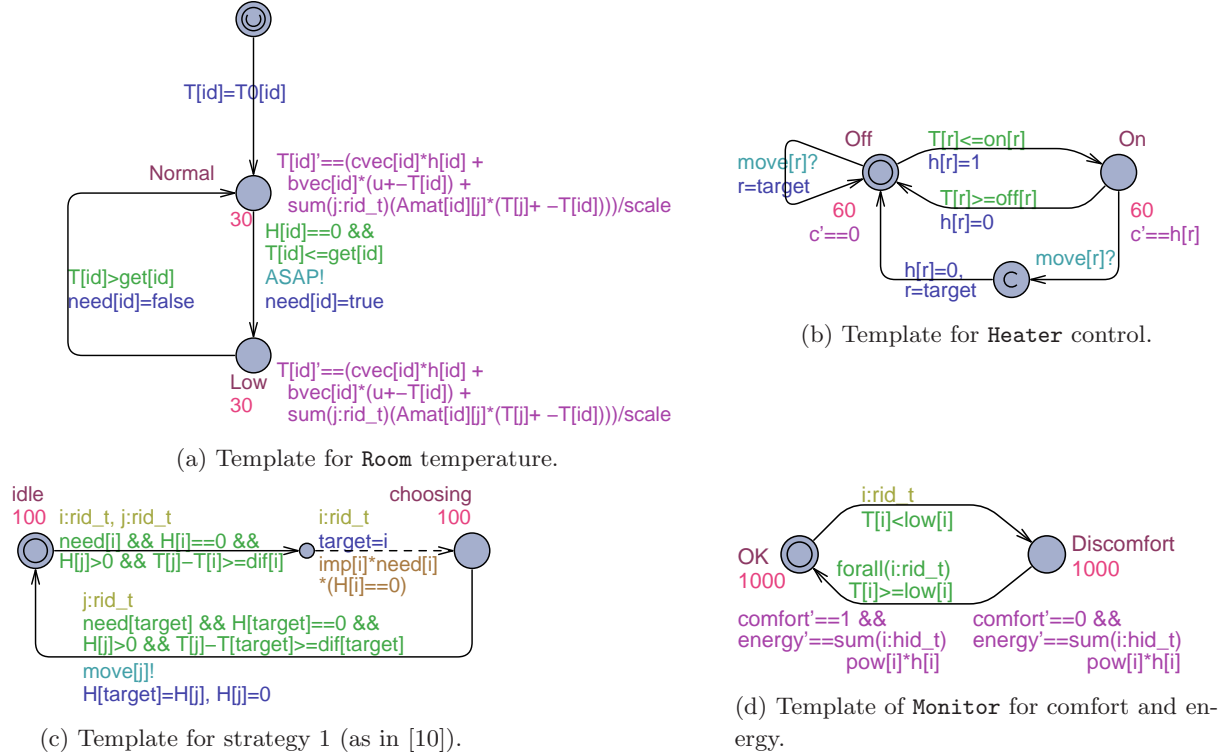 T[id]=T0[id]
Normal
30
T[id]'==(cvec[id]*h[id] +
bvec[id]*(u+−T[id]) +
sum(j:rid_t)(Amat[id][j]*(T[j]+ −T[id])))/scale
H[id]==0 &&
T[id]<=get[id]
ASAP!
need[id]=true
T[id]>get[id]
need[id]=false
Low
30
T[id]'==(cvec[id]*h[id] +
bvec[id]*(u+−T[id]) +
sum(j:rid_t)(Amat[id][j]*(T[j]+ −T[id])))/scale
(a) Template for Room temperature.
Off
On
move[r]?
r=target
T[r]<=on[r]
h[r]=1
T[r]>=off[r]
h[r]=0
60
c'==0
60
c'==h[r]
h[r]=0,
r=target
C
move[r]?
(b) Template for Heater control.
idle
100
i:rid_t, j:rid_t
need[i] && H[i]==0 &&
H[j]>0 && T[j]−T[i]>=dif[i]
i:rid_t
target=i
imp[i]*need[i]
*(H[i]==0)
choosing
100
j:rid_t
need[target] && H[target]==0 &&
H[j]>0 && T[j]−T[target]>=dif[target]
move[j]!
H[target]=H[j], H[j]=0
(c) Template for strategy 1 (as in [10]).
i:rid_t
T[i]<low[i]
OK
1000
forall(i:rid_t)
T[i]>=low[i]
Discomfort
1000
comfort'==1 &&
energy'==sum(i:hid_t)
pow[i]*h[i]
comfort'==0 &&
energy'==sum(i:hid_t)
pow[i]*h[i]
(d) Template of Monitor for comfort and en-
ergy.